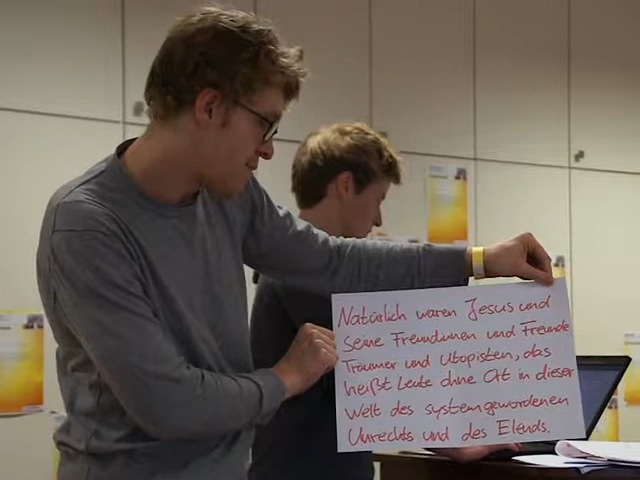 Natürlich waren Jesus und
seine Freundinnen und Freunde
Träumer und Utopisten, das
heißt Leute ohne Ort in dieser
Welt des systemgewordenen
Unrechts und des Elends.